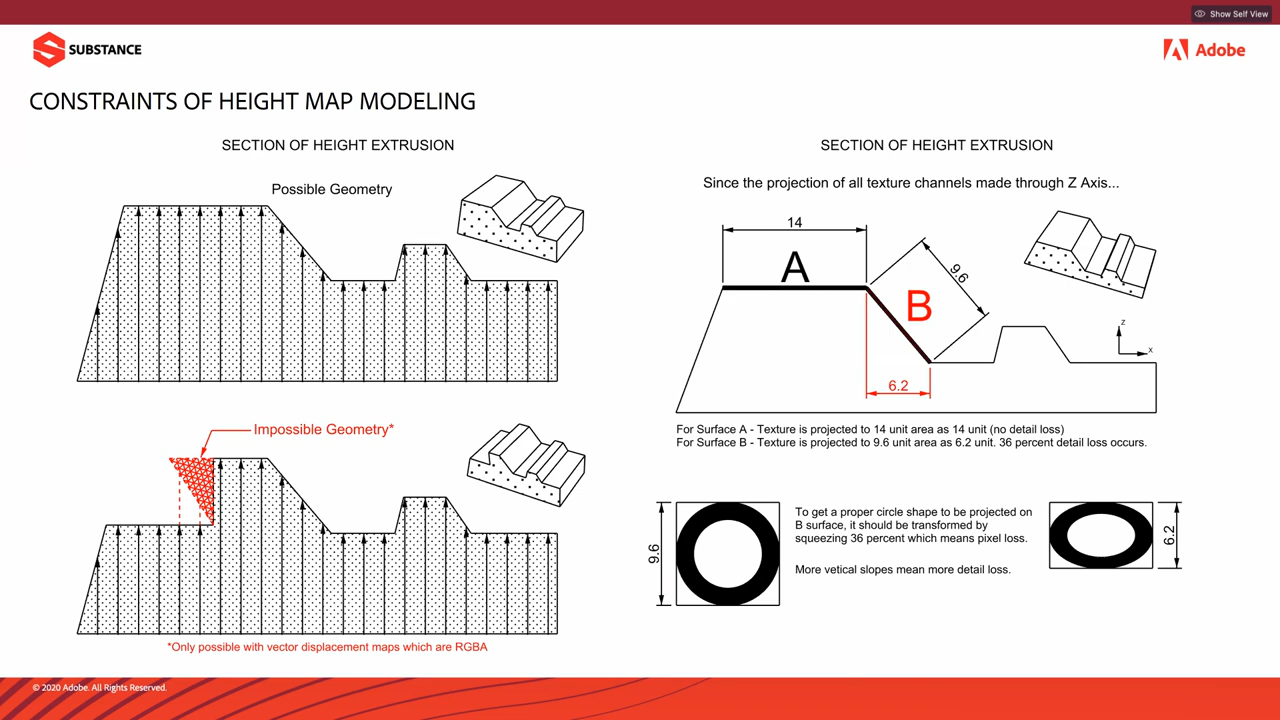 Show Self View
SUBSTANCE
Adobe
CONSTRAINTS OF HEIGHT MAP MODELING
SECTION OF HEIGHT EXTRUSION
Possible Geometry
Impossible Geometry*
*Only possible with vector displacement maps which are RGBA
SECTION OF HEIGHT EXTRUSION
Since the projection of all texture channels made through Z Axis...
14
A
9.6
B
6.2
z
x
For Surface A - Texture is projected to 14 unit area as 14 unit (no detail loss)
For Surface B - Texture is projected to 9.6 unit area as 6.2 unit. 36 percent detail loss occurs.
9.6
To get a proper circle shape to be projected on
B surface, it should be transformed by
squeezing 36 percent which means pixel loss.
More vetical slopes mean more detail loss.
6.2
© 2020 Adobe. All Rights Reserved.